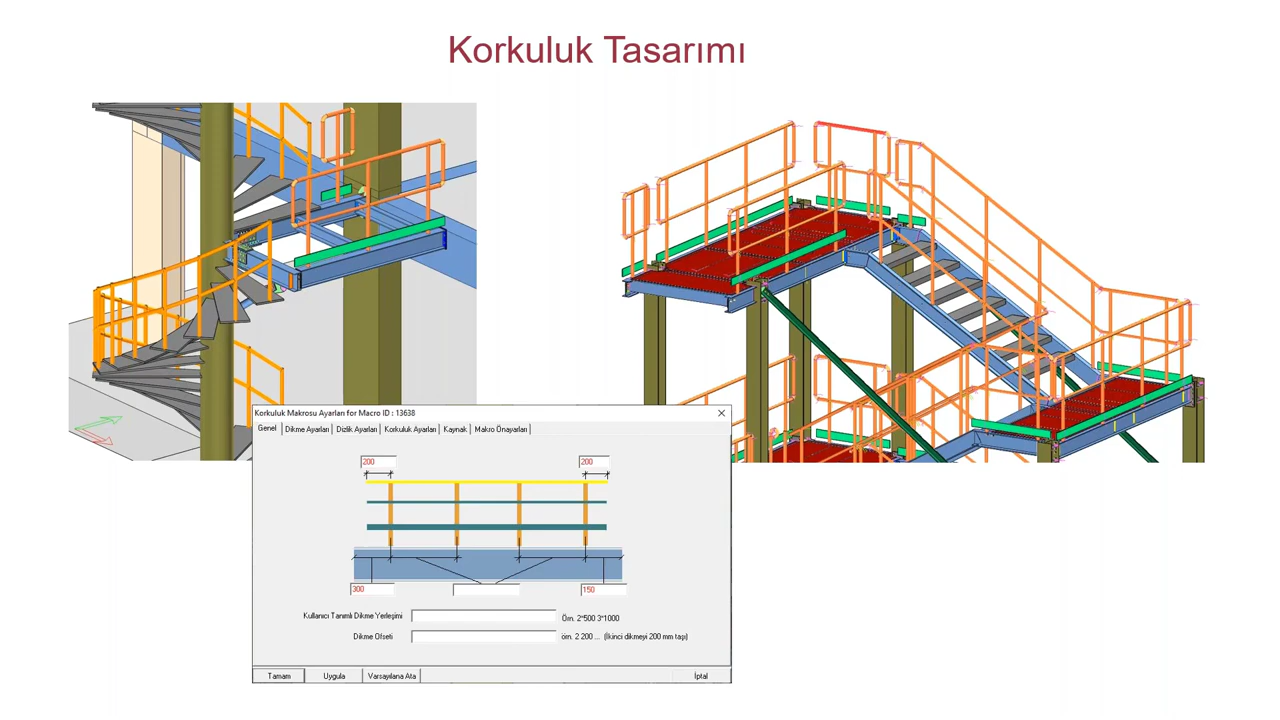 Korkuluk Tasarımı
Korkuluk Makrosu Ayarları for Macro ID : 13638
Genel Dikme Ayarları Dizlik Ayarları Korkuluk Ayarları Kaynak Makro Önayarları
200 200
300 150
Kullanıcı Tanımlı Dikme Yerleşimi Örn. 2*500 3*1000
Dikme Ofseti örn. 2 200 ... (İkinci dikmeyi 200 mm taşı)
Tamam Uygula Varsayılana Ata İptal